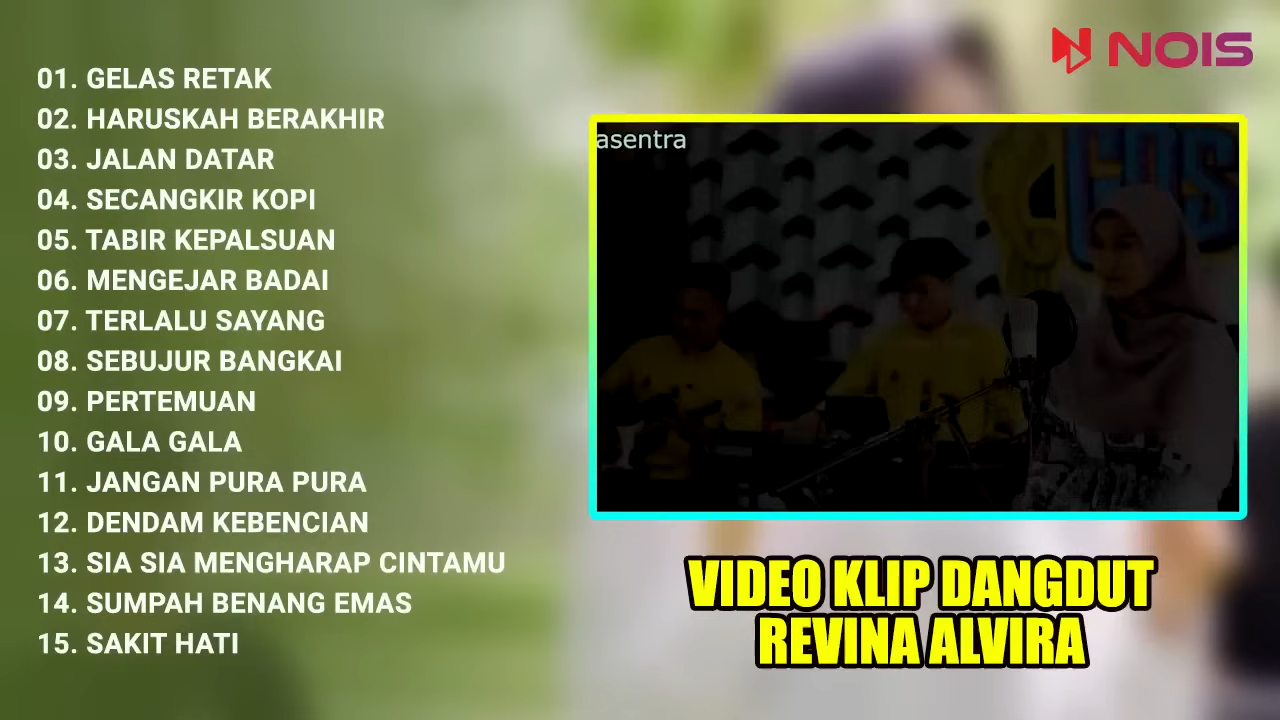 01. GELAS RETAK
02. HARUSKAH BERAKHIR
03. JALAN DATAR
04. SECANGKIR KOPI
05. TABIR KEPALSUAN
06. MENGEJAR BADAI
07. TERLALU SAYANG
08. SEBUJUR BANGKAI
09. PERTEMUAN
10. GALA GALA
11. JANGAN PURA PURA
12. DENDAM KEBENCIAN
13. SIA SIA MENGHARAP CINTAMU
14. SUMPAH BENANG EMAS
15. SAKIT HATI
NOIS
asentra
VIDEO KLIP DANGDUT
REVINA ALVIRA